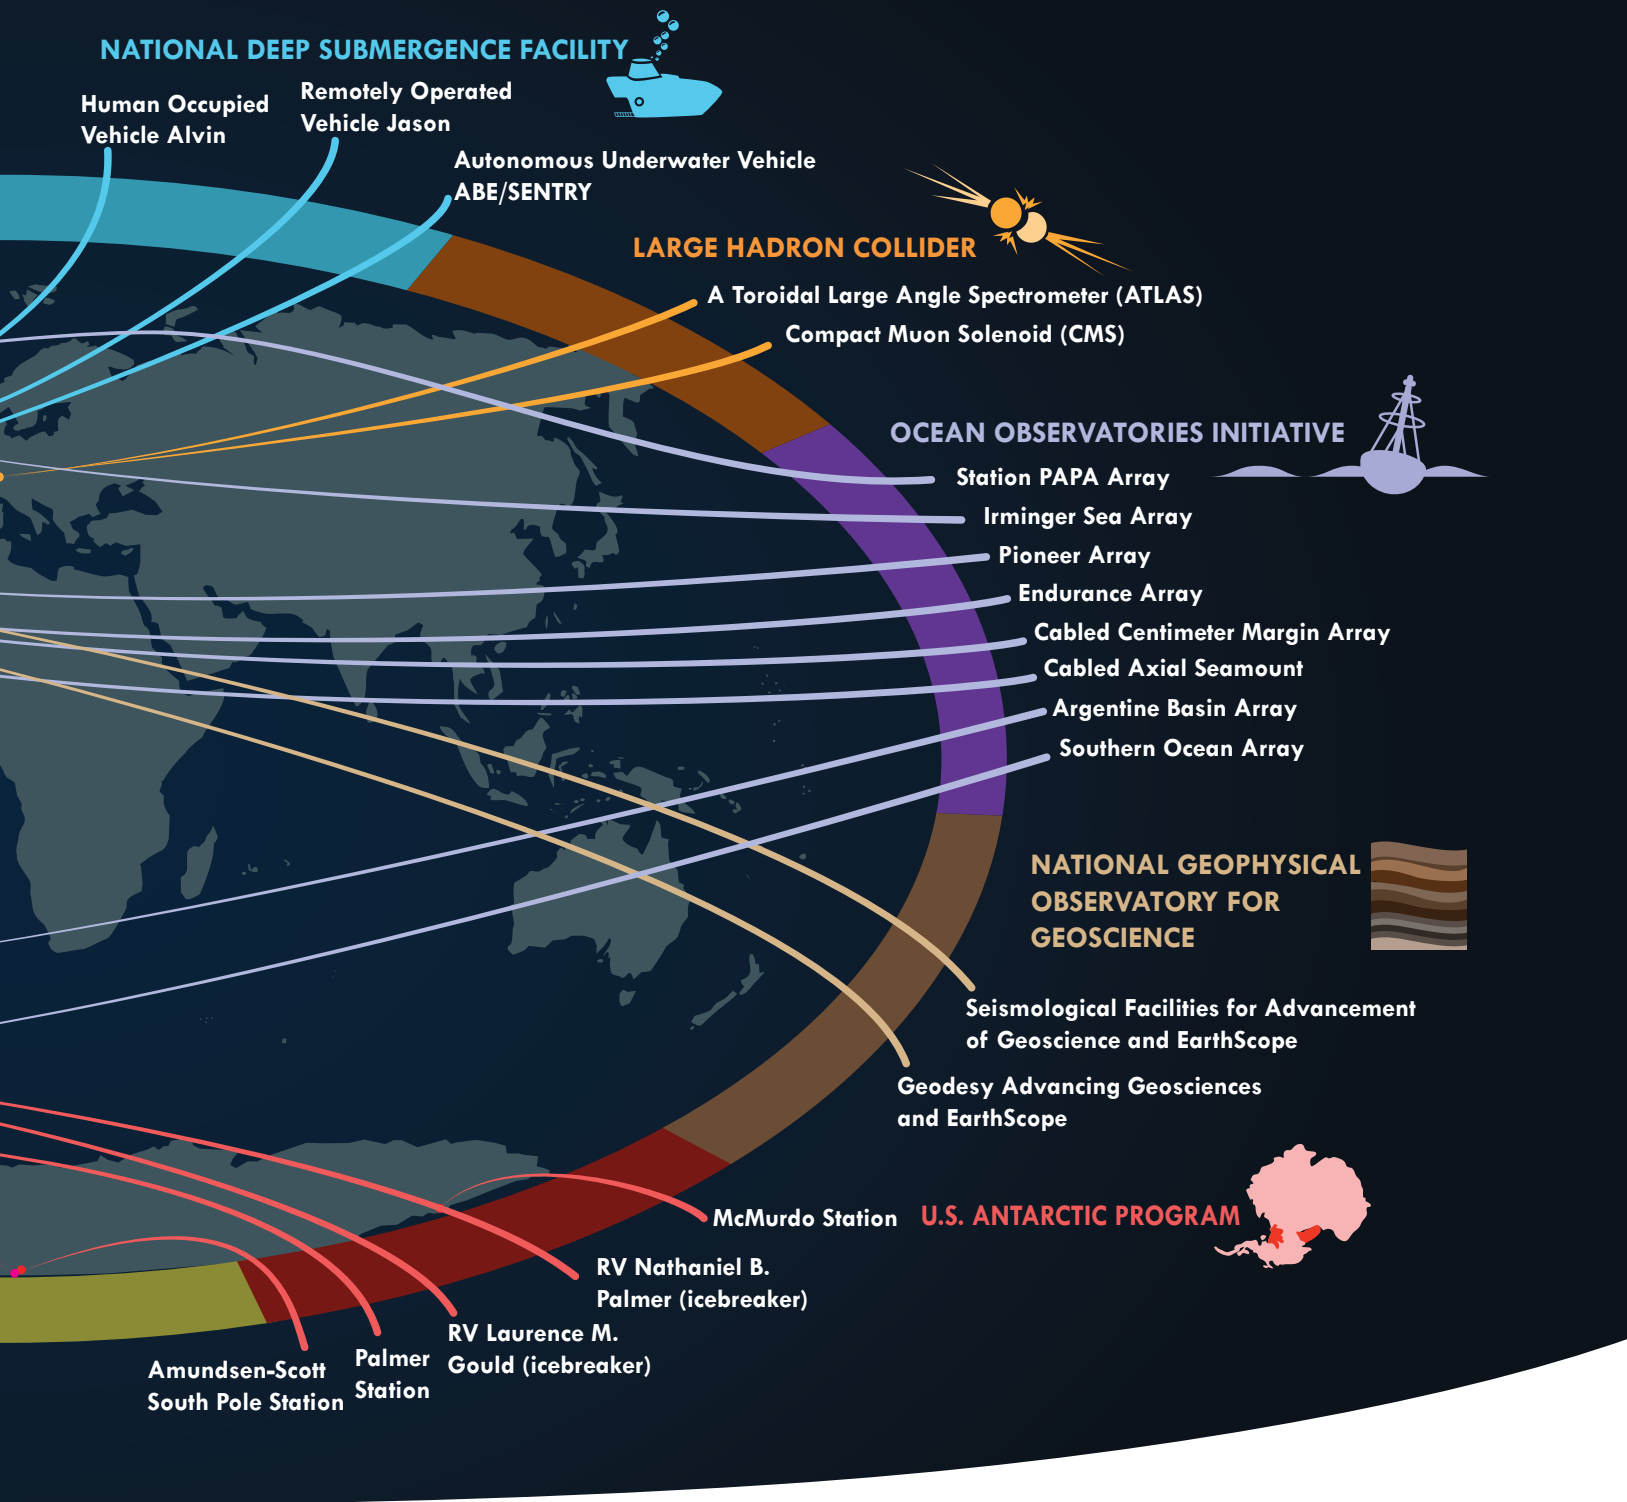 NATIONAL DEEP SUBMERGENCE FACILITY
Human Occupied
Vehicle Alvin
Remotely Operated
Vehicle Jason
Autonomous Underwater Vehicle
ABE/SENTRY
LARGE HADRON COLLIDER
A Toroidal Large Angle Spectrometer (ATLAS)
Compact Muon Solenoid (CMS)
OCEAN OBSERVATORIES INITIATIVE
Station PAPA Array
Irminger Sea Array
Pioneer Array
Endurance Array
Cabled Centimeter Margin Array
Cabled Axial Seamount
Argentine Basin Array
Southern Ocean Array
NATIONAL GEOPHYSICAL
OBSERVATORY FOR
GEOSCIENCE
Seismological Facilities for Advancement
of Geoscience and EarthScope
Geodesy Advancing Geosciences
and EarthScope
U.S. ANTARCTIC PROGRAM
McMurdo Station
RV Nathaniel B.
Palmer (icebreaker)
RV Laurence M.
Gould (icebreaker)
Palmer
Station
Amundsen-Scott
South Pole Station